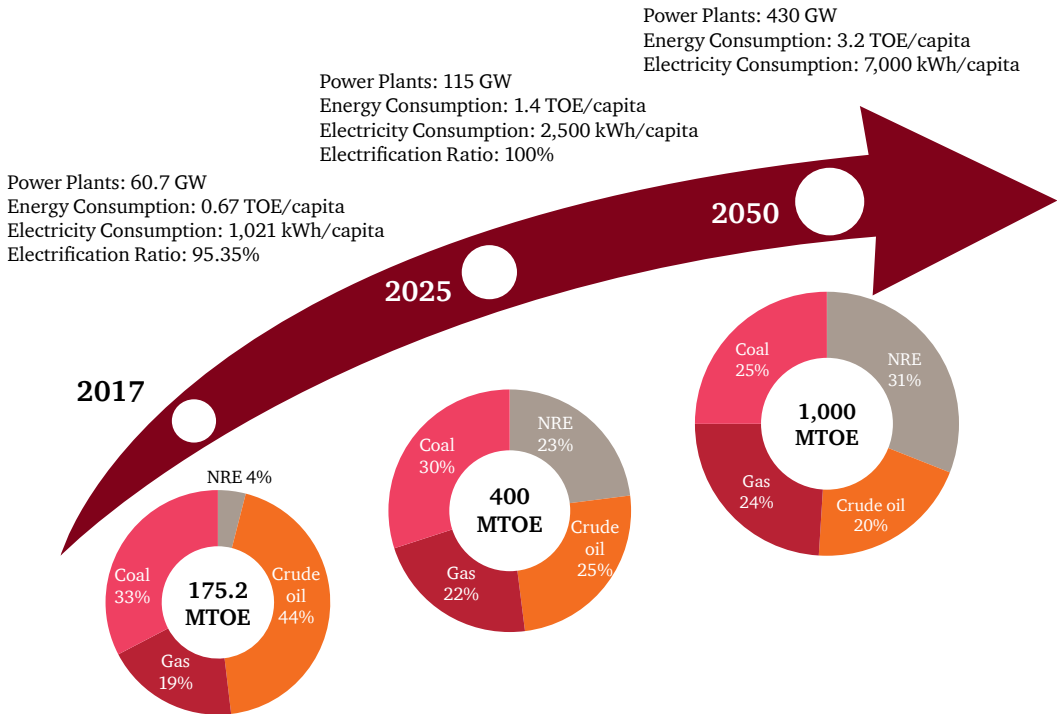 Power Plants: 430 GW
Energy Consumption: 3.2 TOE/capita
Electricity Consumption: 7,000 kWh/capita
Power Plants: 115 GW
Energy Consumption: 1.4 TOE/capita
Electricity Consumption: 2,500 kWh/capita
Electrification Ratio: 100%
Power Plants: 60.7 GW
Energy Consumption: 0.67 TOE/capita
Electricity Consumption: 1,021 kWh/capita
Electrification Ratio: 95.35%
2050
2025
2017
Coal
25%
NRE
31%
1,000
MTOE
Gas
24%
Crude oil
20%
Coal
30%
NRE
23%
400
MTOE
Gas
22%
Crude
oil
25%
NRE 4%
Coal
33%
175.2
MTOE
Crude
oil
44%
Gas
19%